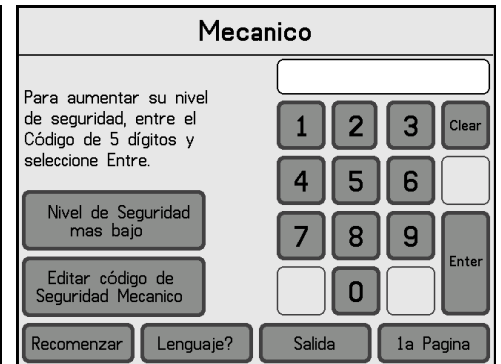 Mecanico
Para aumentar su nivel
de seguridad, entre el
Código de 5 dígitos y
seleccione Entre.
1 2 3 Clear
4 5 6
Nivel de Seguridad
mas bajo
7 8 9
Enter
Editar código de
Seguridad Mecanico
0
Recomenzar Lenguaje? Salida 1a Pagina